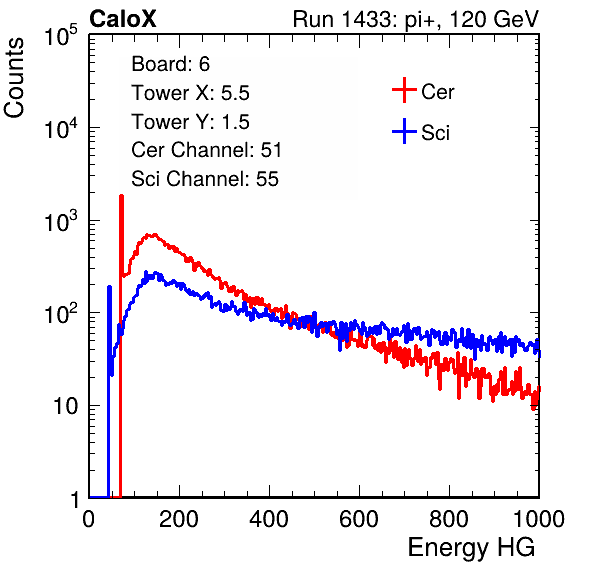 CaloX Run 1433: pi+, 120 GeV
Board: 6
Tower X: 5.5
Tower Y: 1.5
Cer Channel: 51
Sci Channel: 55
Cer
Sci
Counts
10^5
10^4
10^3
10^2
10
1
0 200 400 600 800 1000
Energy HG